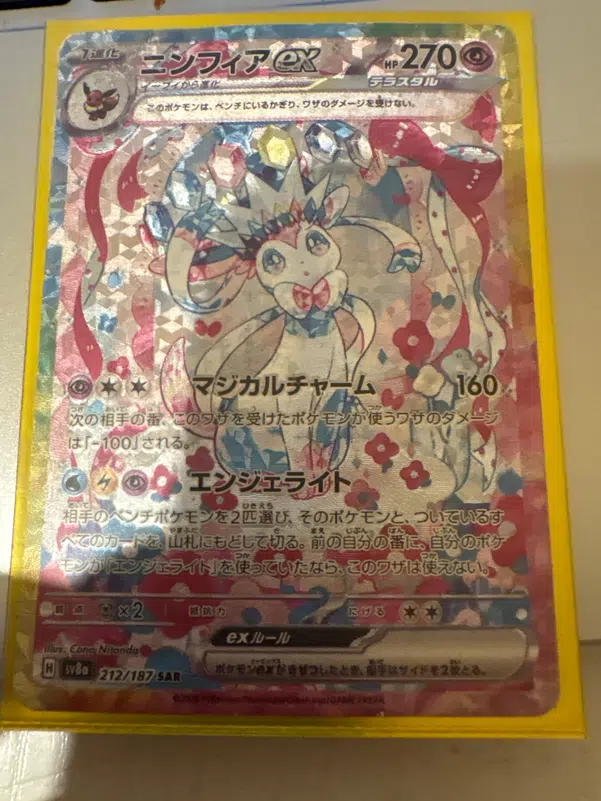 1進化
ニンフィアex
HP270
イーブイから進化
テラスタル
このポケモンは、ベンチにいるかぎり、ワザのダメージを受けない。
マジカルチャーム 160
次の相手の番、このワザを受けたポケモンが使うワザのダメージ
は「-100」される。
エンジェライト
相手のベンチポケモンを2匹選び、そのポケモンと、ついているす
べてのカードを、山札にもどして切る。前の自分の番に、自分のポケ
モンが「エンジェライト」を使っていたなら、このワザは使えない。
弱点 ×2 抵抗力 にげる
exルール
ポケモンexがきぜつしたとき、相手はサイドを2枚とる。
Illus. Cona Nitanda
H SV8a 212/187 SAR